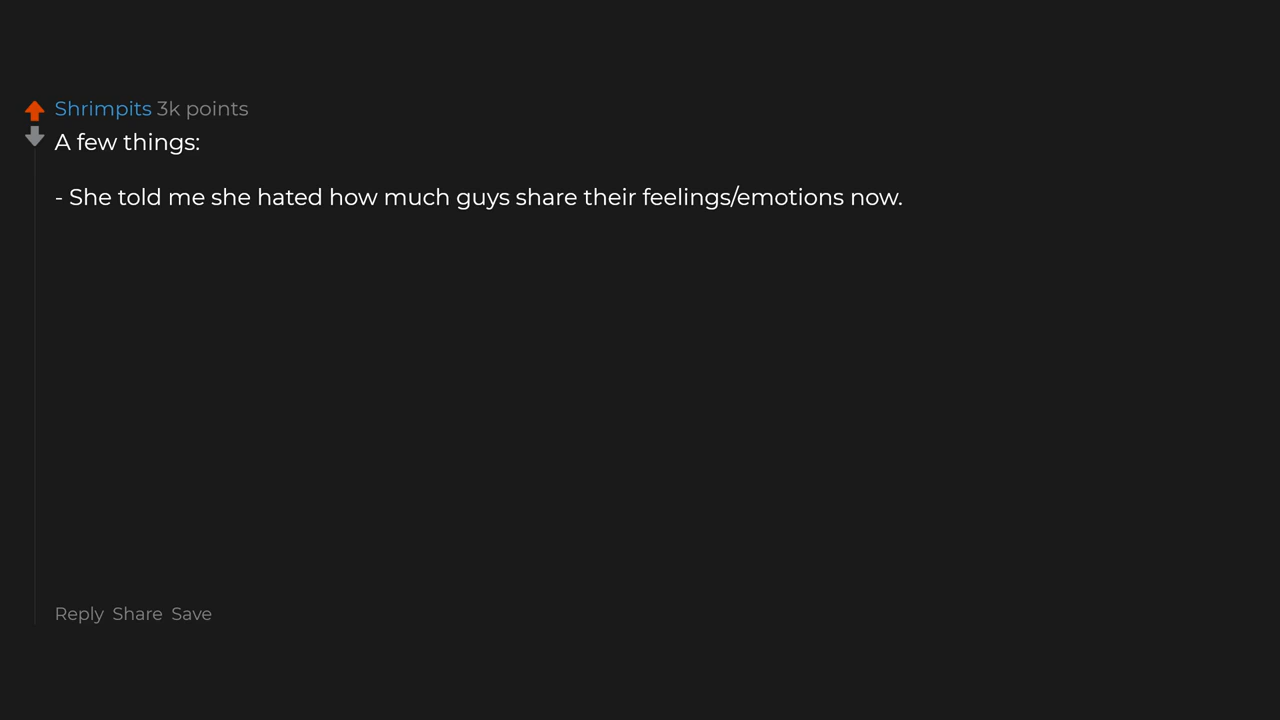 Shrimpits 3k points
A few things:
- She told me she hated how much guys share their feelings/emotions now.
Reply Share Save